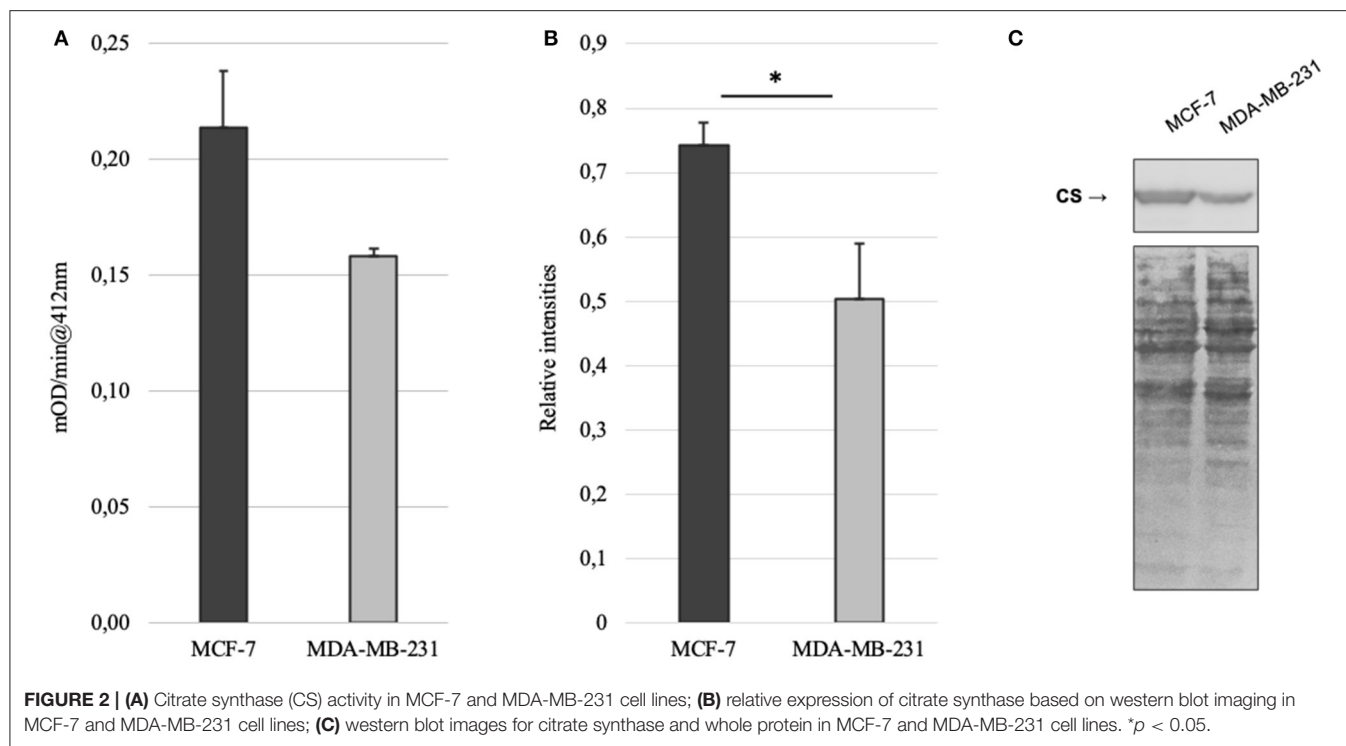 A
0,25
0,20
0,15
0,10
0,05
0,00
mOD/min@412nm
MCF-7 MDA-MB-231
B
0,9
0,8
0,7
0,6
0,5
0,4
0,3
0,2
0,1
0
Relative intensities
*
MCF-7 MDA-MB-231
C
MCF-7 MDA-MB-231
CS →
FIGURE 2 | (A) Citrate synthase (CS) activity in MCF-7 and MDA-MB-231 cell lines; (B) relative expression of citrate synthase based on western blot imaging in
MCF-7 and MDA-MB-231 cell lines; (C) western blot images for citrate synthase and whole protein in MCF-7 and MDA-MB-231 cell lines. *p < 0.05.